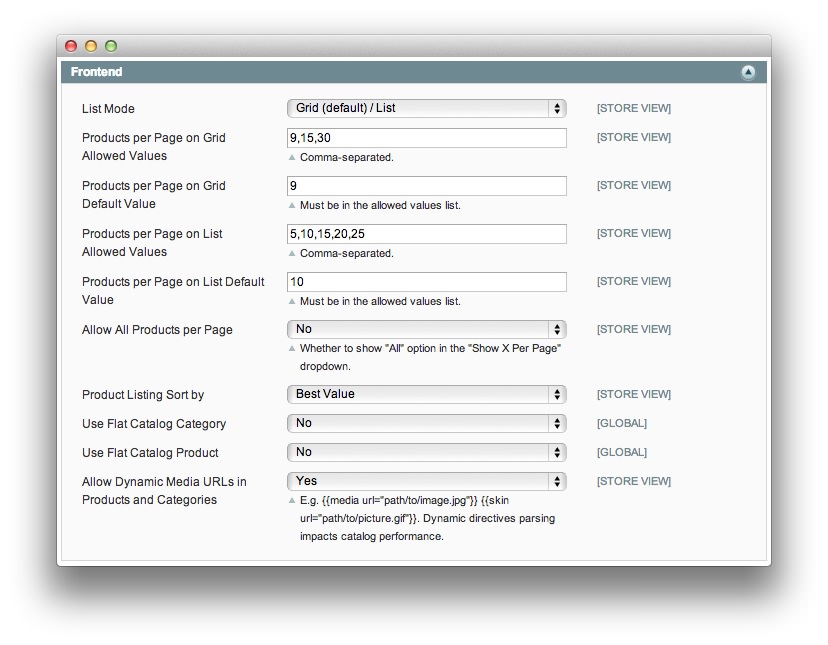 Frontend
List Mode Grid (default) / List [STORE VIEW]
Products per Page on Grid 9,15,30 [STORE VIEW]
Allowed Values Comma-separated.
Products per Page on Grid 9 [STORE VIEW]
Default Value Must be in the allowed values list.
Products per Page on List 5,10,15,20,25 [STORE VIEW]
Allowed Values Comma-separated.
Products per Page on List Default 10 [STORE VIEW]
Value Must be in the allowed values list.
Allow All Products per Page No [STORE VIEW]
Whether to show "All" option in the "Show X Per Page"
dropdown.
Product Listing Sort by Best Value [STORE VIEW]
Use Flat Catalog Category No [GLOBAL]
Use Flat Catalog Product No [GLOBAL]
Allow Dynamic Media URLs in Yes [STORE VIEW]
Products and Categories E.g. {{media url="path/to/image.jpg"}} {{skin
url="path/to/picture.gif"}}. Dynamic directives parsing
impacts catalog performance.